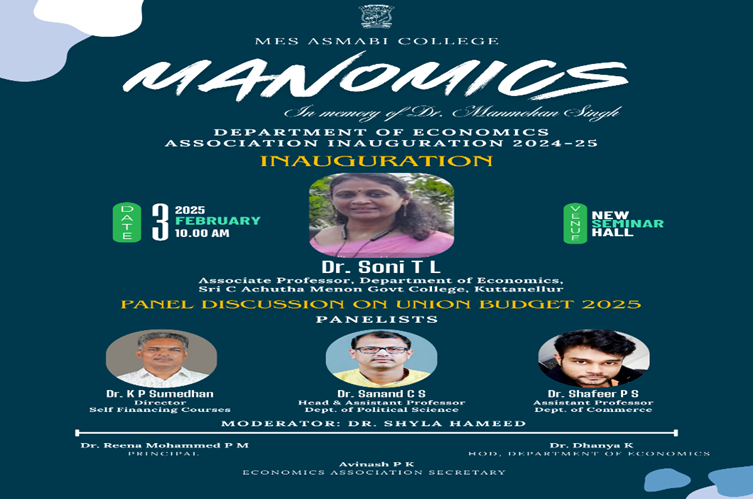 MES ASMABI COLLEGE
MANOMICS
In memory of Dr. Manmohan Singh
DEPARTMENT OF ECONOMICS
ASSOCIATION INAUGURATION 2024-25
INAUGURATION
DATE
3
2025
FEBRUARY
10.00 AM
VENUE
NEW
SEMINAR
HALL
Dr. Soni T L
Associate Professor, Department of Economics,
Sri C Achutha Menon Govt College, Kuttanellur
PANEL DISCUSSION ON UNION BUDGET 2025
PANELISTS
Dr. K P Sumedhan
Director
Self Financing Courses
Dr. Sanand C S
Head & Assistant Professor
Dept. of Political Science
Dr. Shafeer P S
Assistant Professor
Dept. of Commerce
MODERATOR: DR. SHYLA HAMEED
Dr. Reena Mohammed P M
PRINCIPAL
Dr. Dhanya K
HOD, DEPARTMENT OF ECONOMICS
Avinash P K
ECONOMICS ASSOCIATION SECRETARY